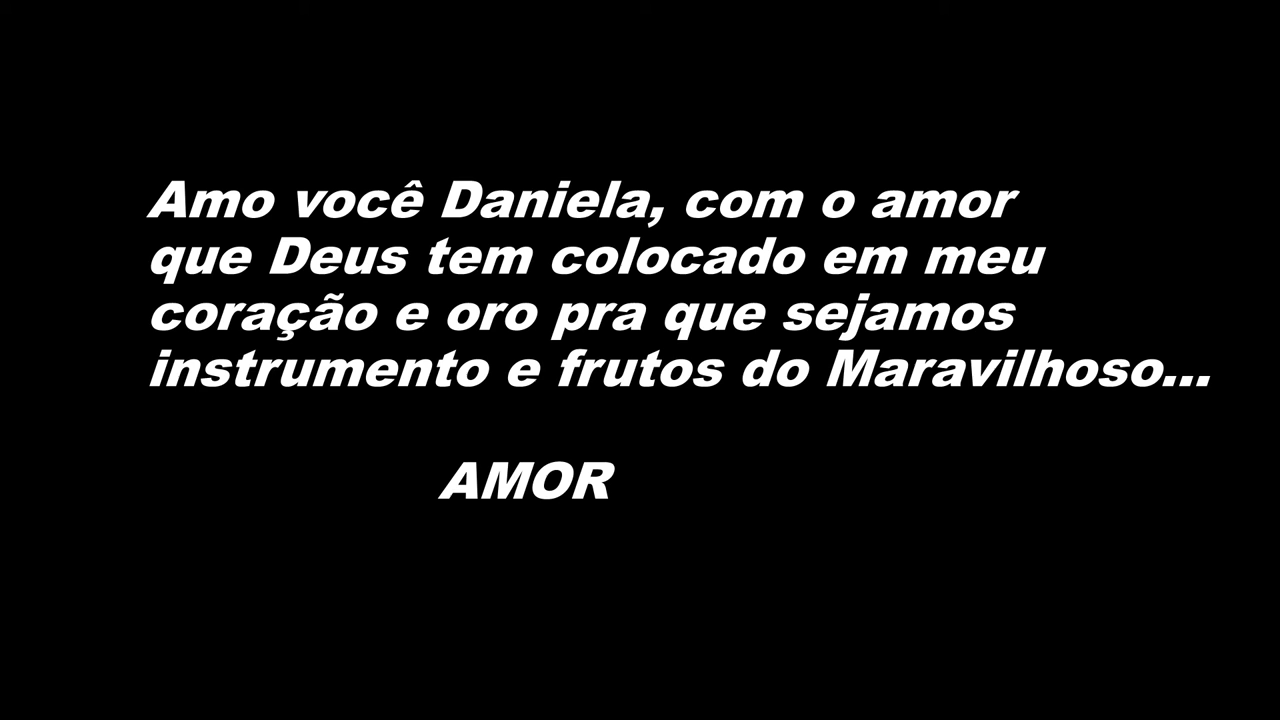 Amo você Daniela, com o amor
que Deus tem colocado em meu
coração e oro pra que sejamos
instrumento e frutos do Maravilhoso...
AMOR